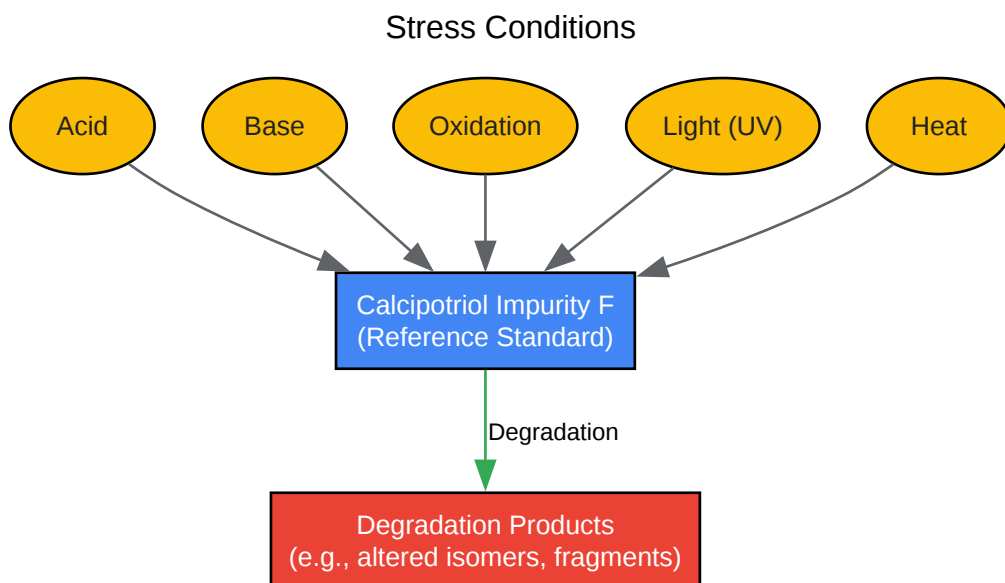 Stress Conditions
Acid
Base
Oxidation
Light (UV)
Heat
Calcipotriol Impurity F
(Reference Standard)
Degradation
Degradation Products
(e.g., altered isomers, fragments)